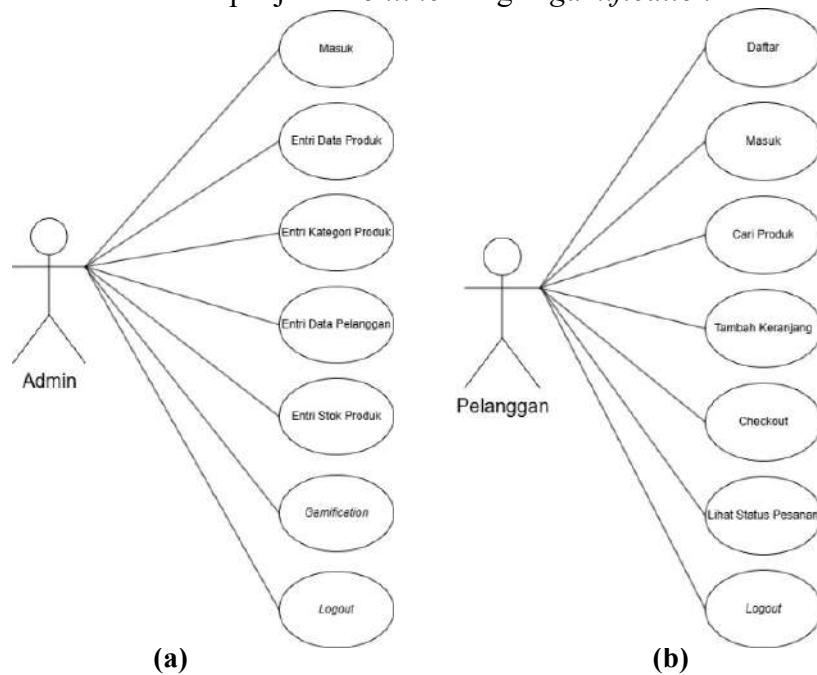 Masuk
Entri Data Produk
Entri Kategori Produk
Entri Data Pelanggan
Entri Stok Produk
Gamification
Logout
Admin
(a)
Daftar
Masuk
Cari Produk
Tambah Keranjang
Checkout
Lihat Status Pesanan
Logout
Pelanggan
(b)